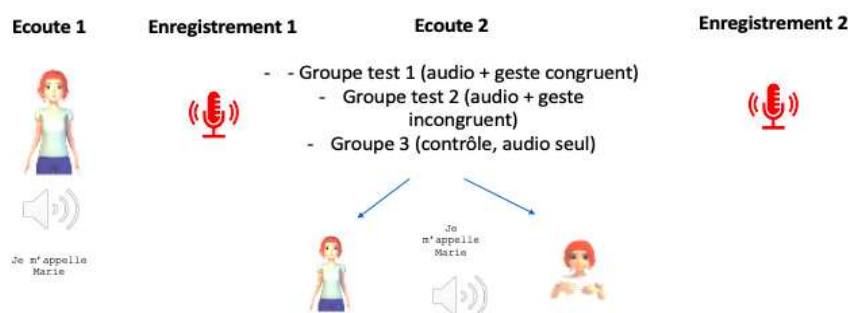 Ecoute 1
Enregistrement 1
Ecoute 2
Enregistrement 2
- - Groupe test 1 (audio + geste congruent)
- Groupe test 2 (audio + geste
incongruent)
- Groupe 3 (contrôle, audio seul)
Je m'appelle
Marie
Je
m'appelle
Marie